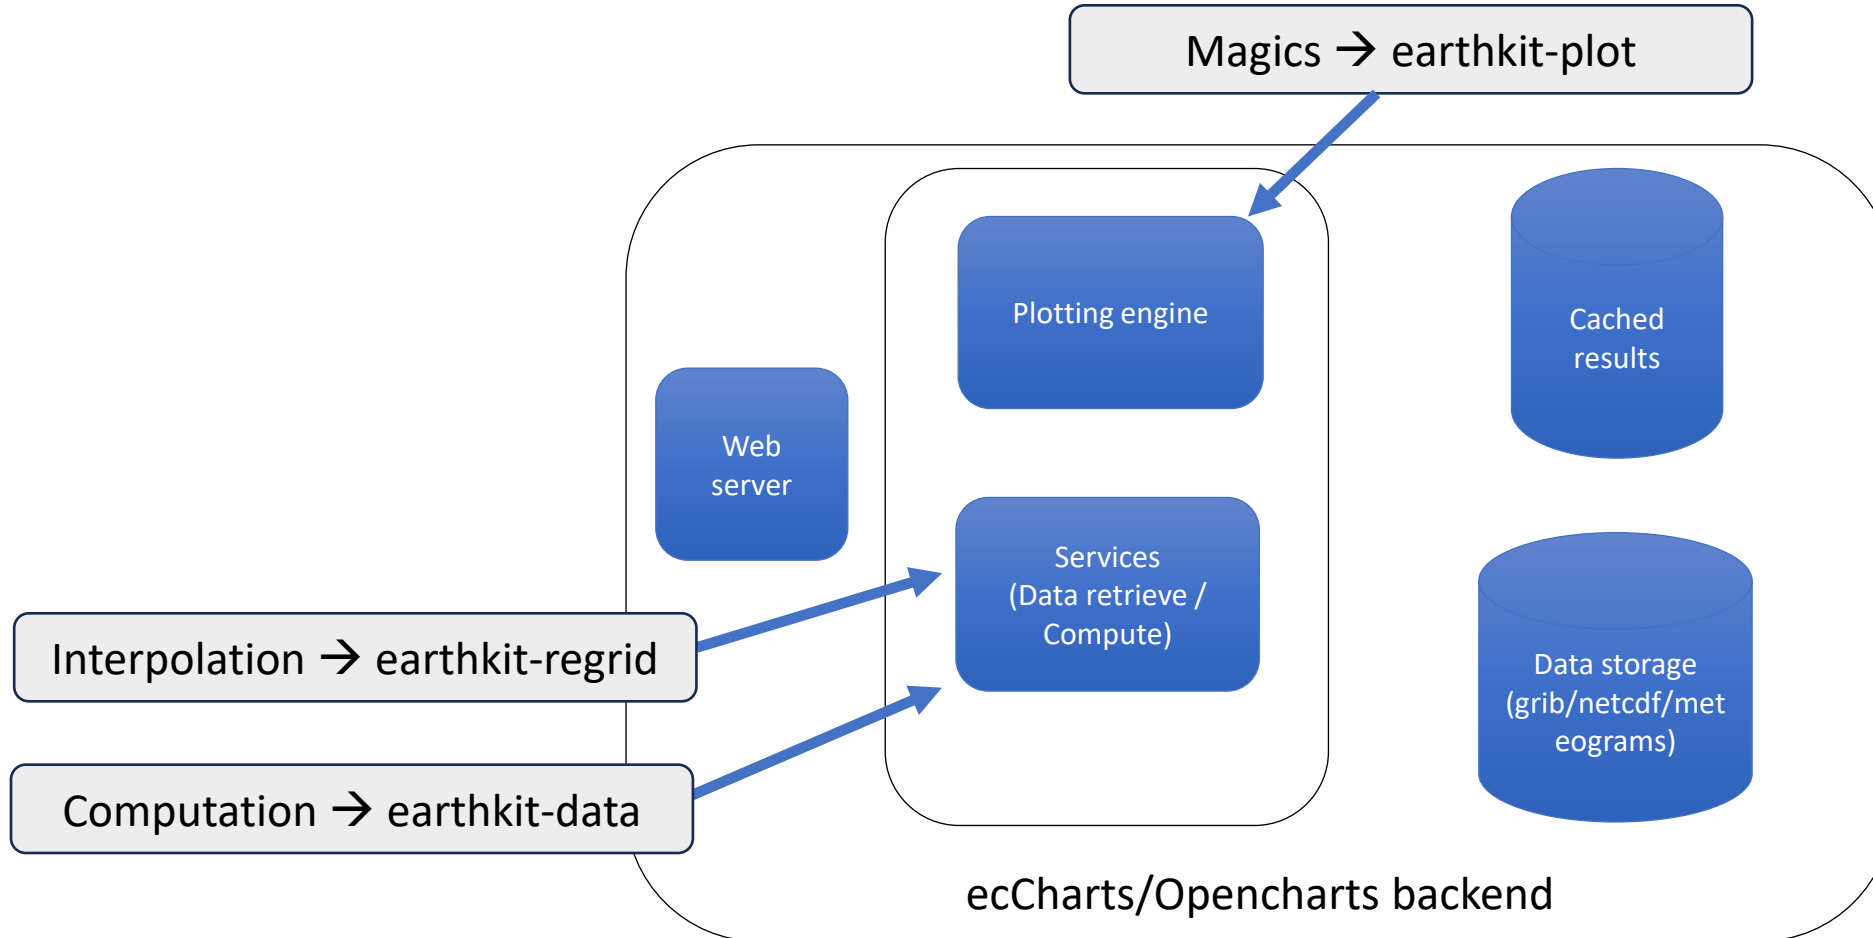 Magics → earthkit-plot
Plotting engine
Cached
results
Web
server
Services
(Data retrieve /
Compute)
Interpolation → earthkit-regrid
Data storage
(grib/netcdf/met
eograms)
Computation → earthkit-data
ecCharts/Opencharts backend